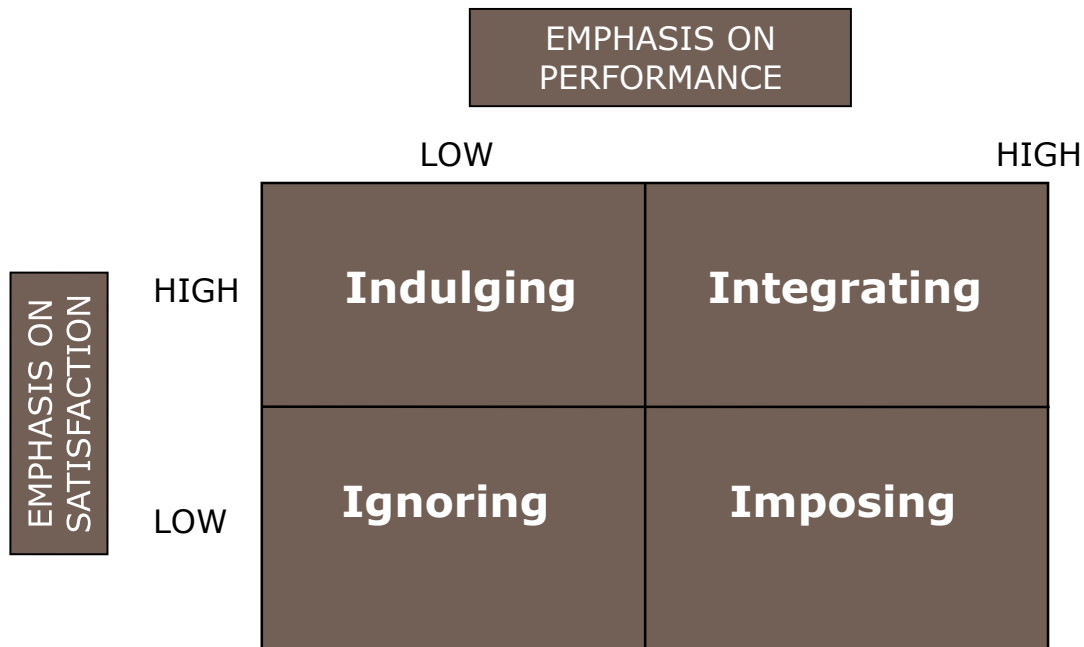 EMPHASIS ON
PERFORMANCE
LOW
HIGH
EMPHASIS ON
SATISFACTION
HIGH
Indulging
Integrating
LOW
Ignoring
Imposing